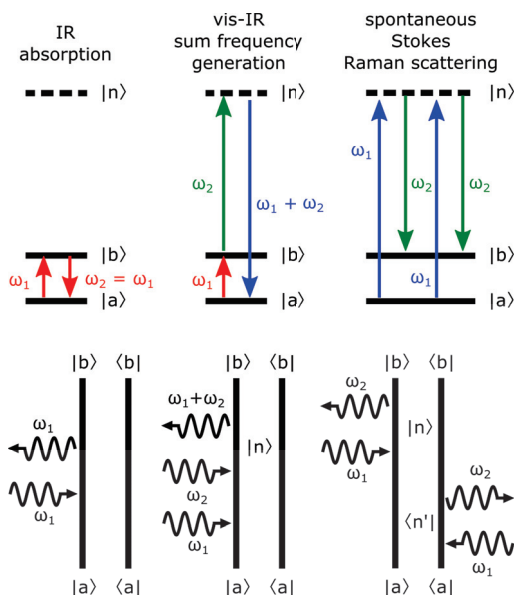 IR
absorption
vis-IR
sum frequency
generation
spontaneous
Stokes
Raman scattering
|n⟩
|n⟩
|n⟩
ω₁
ω₂
ω₁ + ω₂
ω₂
ω₂
|b⟩
|b⟩
|b⟩
ω₁
ω₂ = ω₁
ω₁
ω₁
|a⟩
|a⟩
|a⟩
|b⟩ ⟨b|
|b⟩ ⟨b|
|b⟩ ⟨b|
ω₁
ω₁
ω₁+ω₂
|n⟩
ω₂
ω₁
ω₂
|n⟩
ω₁
ω₂
⟨n'|
ω₁
|a⟩ ⟨a|
|a⟩ ⟨a|
|a⟩ ⟨a|